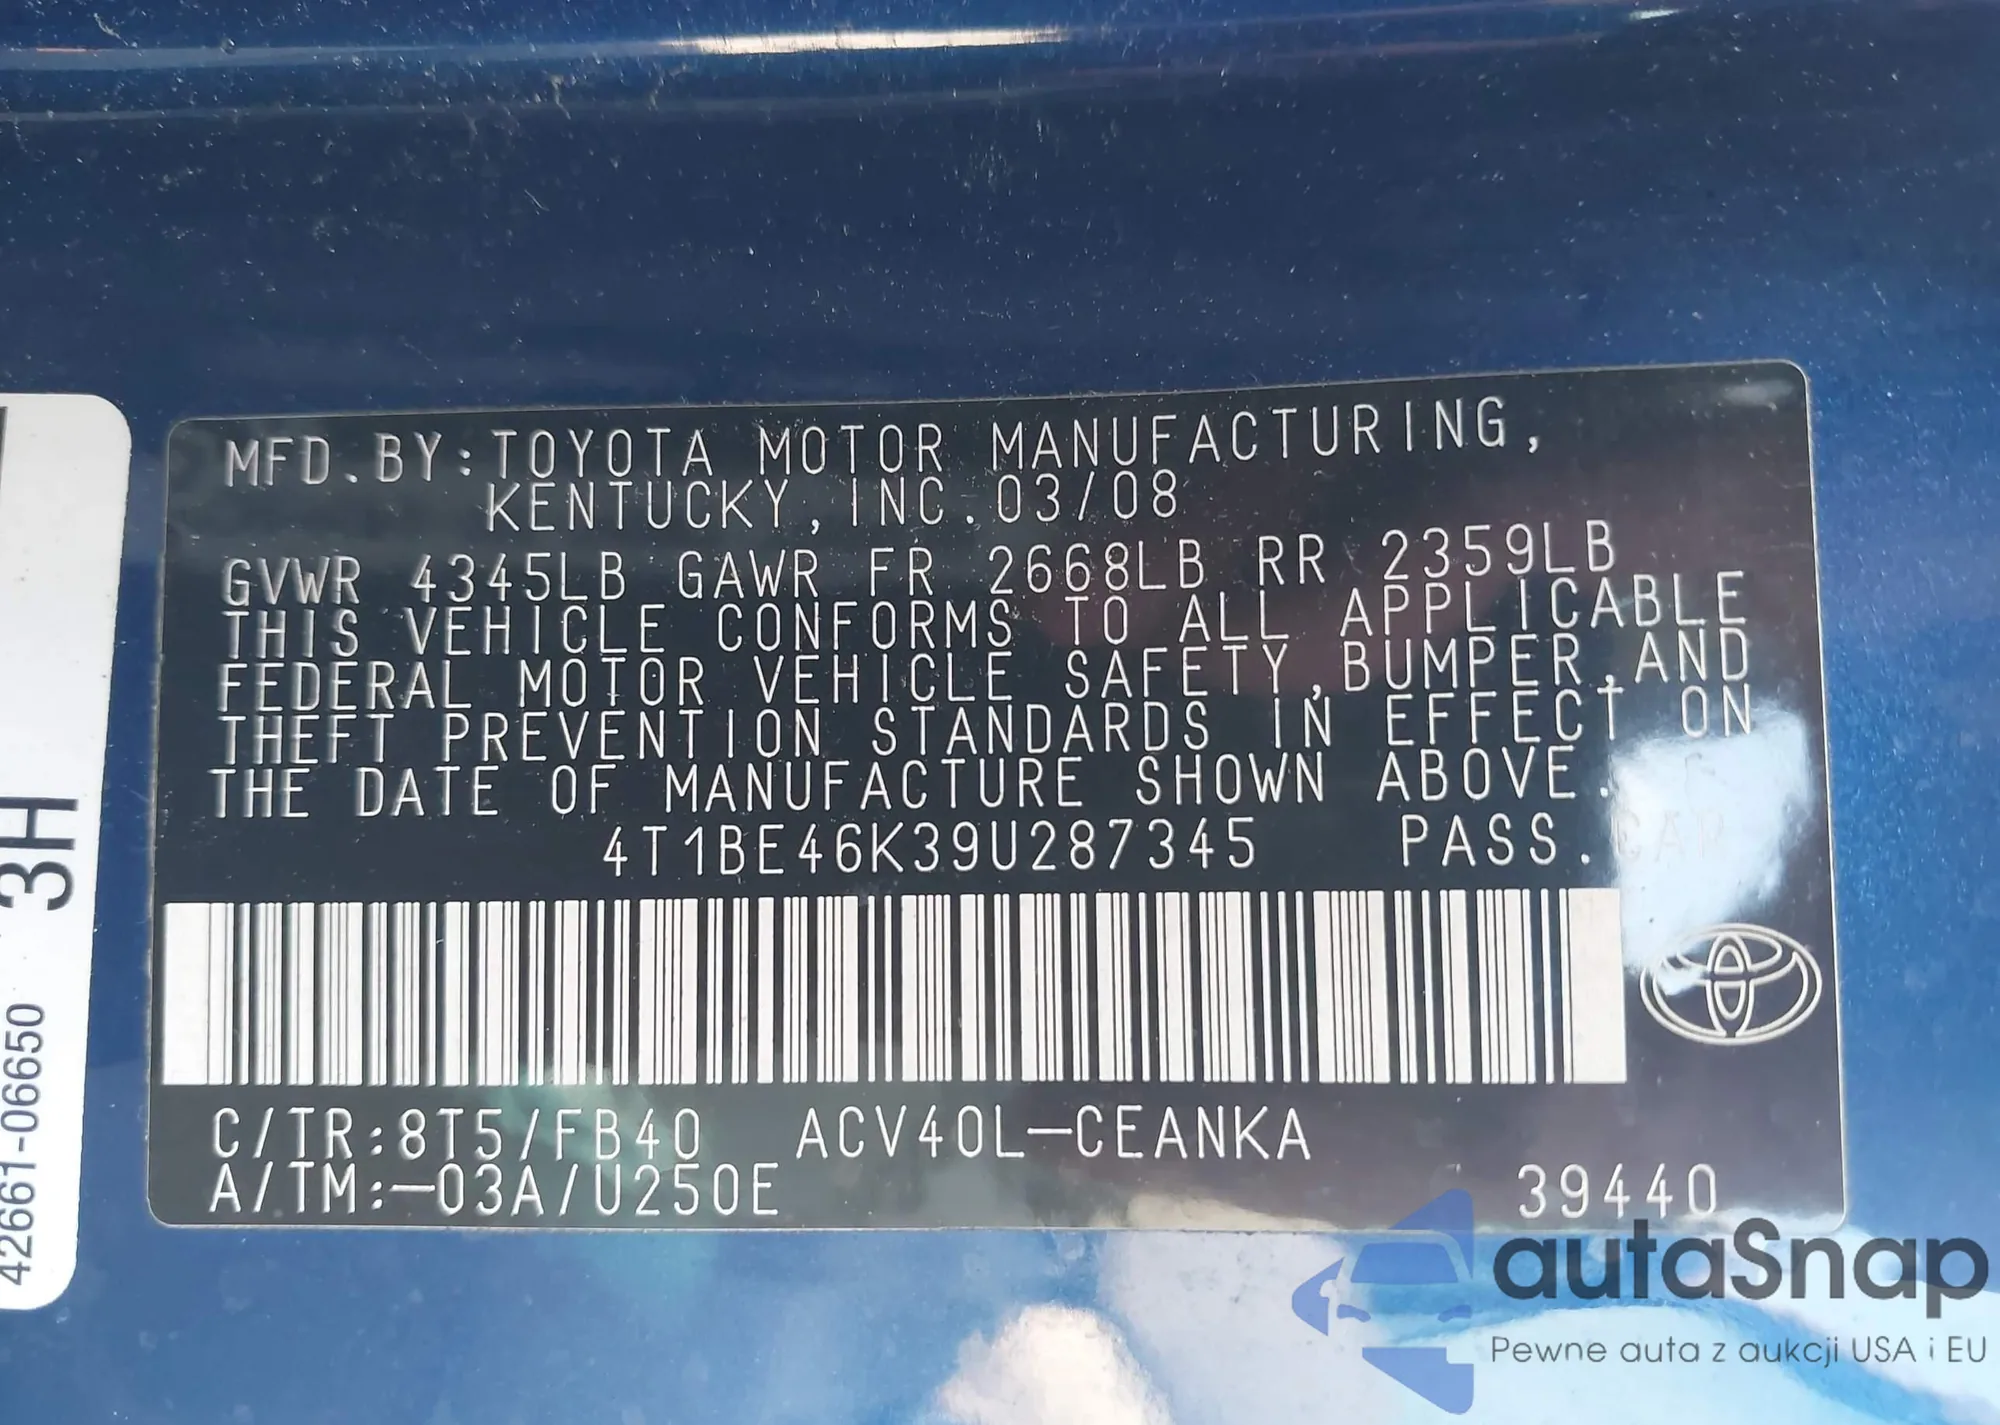 MFD.BY:TOYOTA MOTOR MANUFACTURING,
KENTUCKY, INC. 03/08
GVWR 4345LB GAWR FR 2668LB RR 2359LB
THIS VEHICLE CONFORMS TO ALL APPLICABLE
FEDERAL MOTOR VEHICLE SAFETY,BUMPER,AND
THEFT PREVENTION STANDARDS IN EFFECT ON
THE DATE OF MANUFACTURE SHOWN ABOVE.
4T1BE46K39U287345 PASS.CAR
C/TR:8T5/FB40 ACV40L-CEANKA
A/TM:-03A/U250E
39440
42661-06650 3H
autaSnap
Pewne auta z aukcji USA i EU